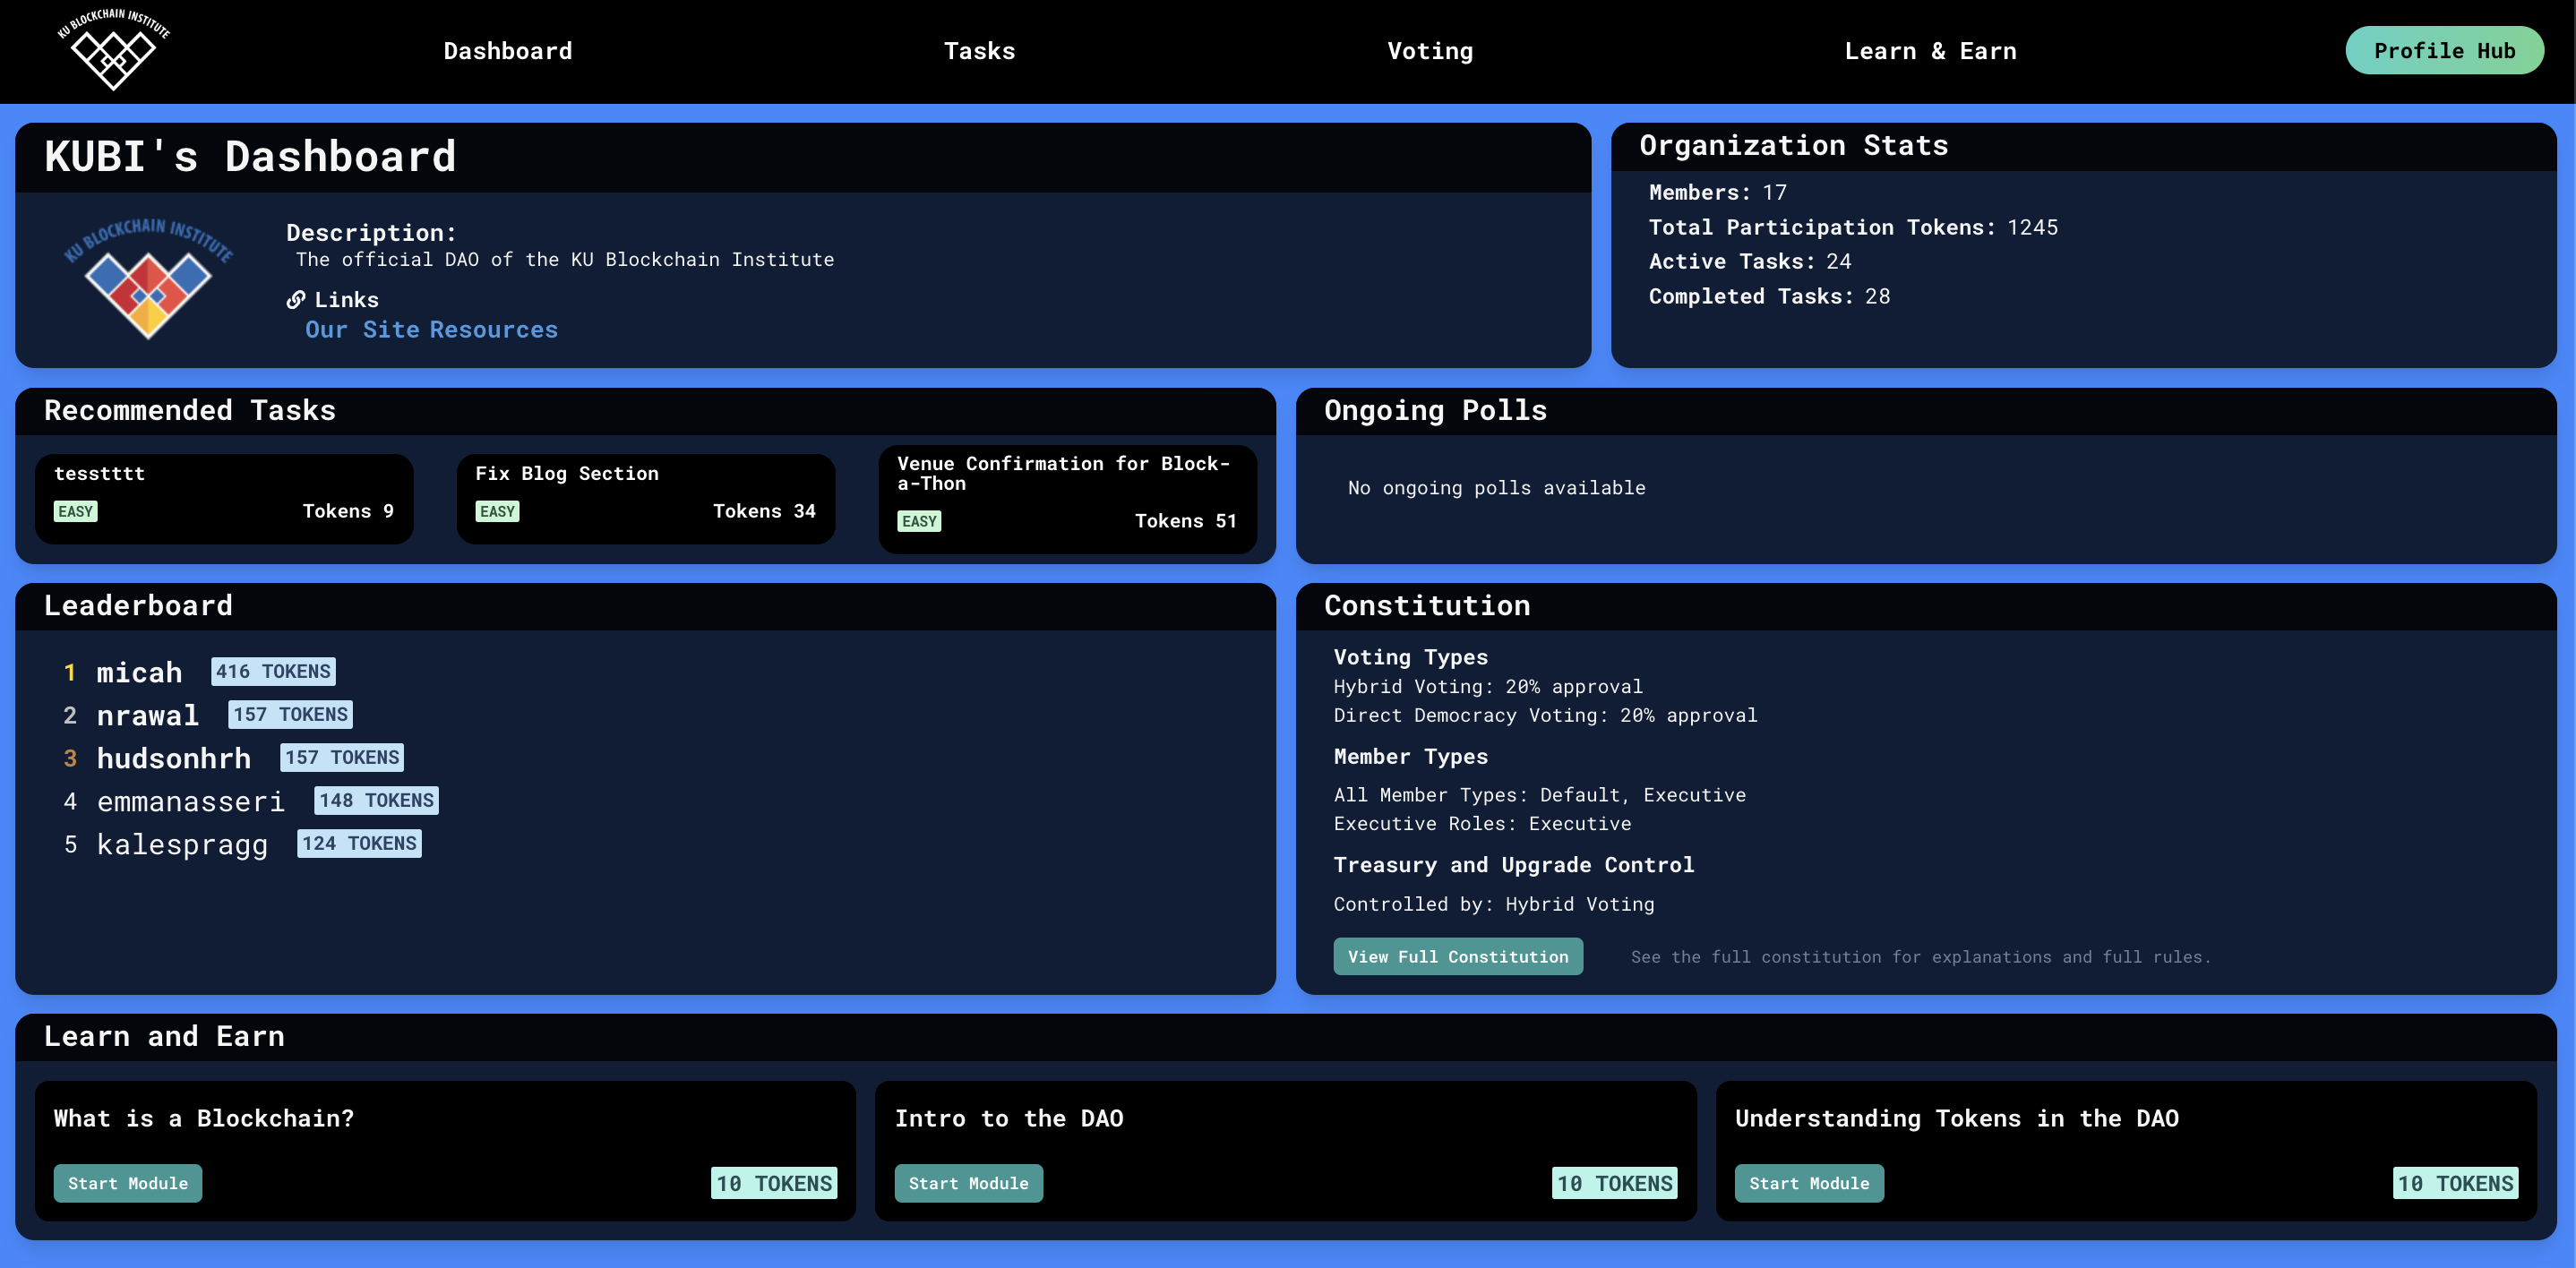 KU BLOCKCHAIN INSTITUTE
Dashboard
Tasks
Voting
Learn & Earn
Profile Hub
KUBI's Dashboard
KU BLOCKCHAIN INSTITUTE
Description:
The official DAO of the KU Blockchain Institute
Links
Our Site Resources
Organization Stats
Members: 17
Total Participation Tokens: 1245
Active Tasks: 24
Completed Tasks: 28
Recommended Tasks
tesstttt
EASY
Tokens 9
Fix Blog Section
EASY
Tokens 34
Venue Confirmation for Block-
a-Thon
EASY
Tokens 51
Ongoing Polls
No ongoing polls available
Leaderboard
1 micah 416 TOKENS
2 nrawal 157 TOKENS
3 hudsonhrh 157 TOKENS
4 emmanasseri 148 TOKENS
5 kalespragg 124 TOKENS
Constitution
Voting Types
Hybrid Voting: 20% approval
Direct Democracy Voting: 20% approval
Member Types
All Member Types: Default, Executive
Executive Roles: Executive
Treasury and Upgrade Control
Controlled by: Hybrid Voting
View Full Constitution
See the full constitution for explanations and full rules.
Learn and Earn
What is a Blockchain?
Start Module
10 TOKENS
Intro to the DAO
Start Module
10 TOKENS
Understanding Tokens in the DAO
Start Module
10 TOKENS